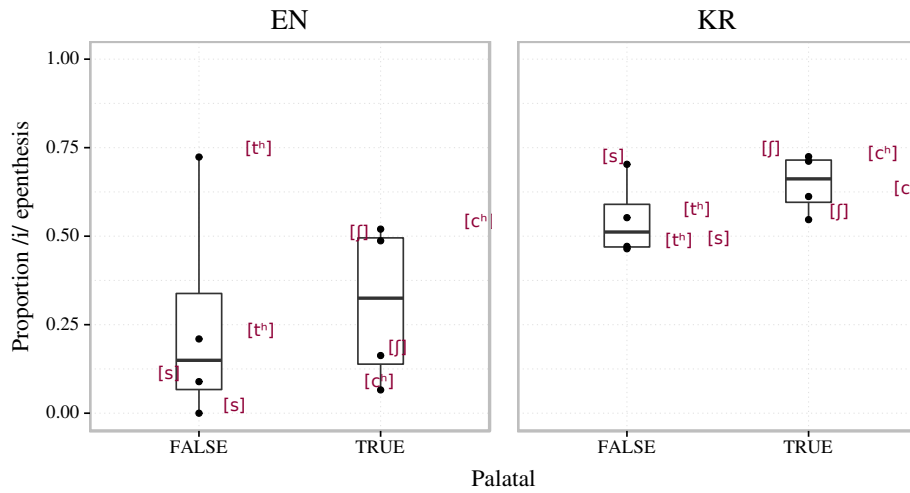 EN
KR
Proportion /i/ epenthesis
1.00
0.75
0.50
0.25
0.00
[tʰ]
[cʰ]
[ʃ]
[tʰ]
[ʃ]
[s]
[cʰ]
[s]
[ʃ]
[s]
[cʰ]
[c
[tʰ]
[ʃ]
[tʰ]
[s]
FALSE
TRUE
FALSE
TRUE
Palatal